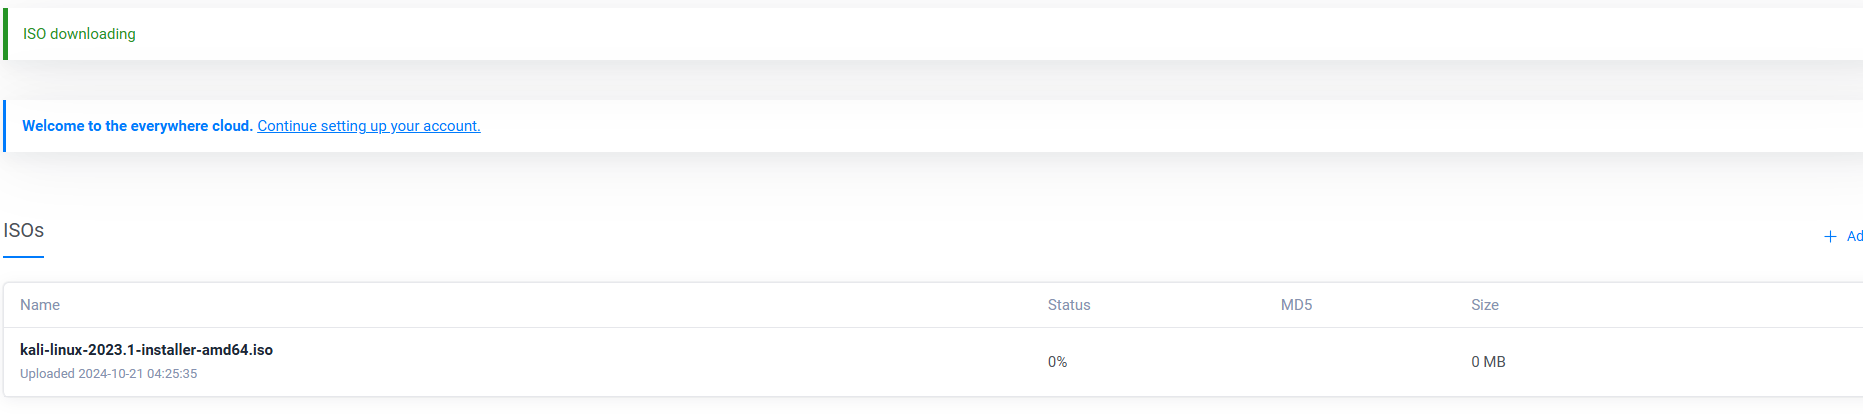 ISO downloading
Welcome to the everywhere cloud. Continue setting up your account.
ISOs
Name Status MD5 Size
kali-linux-2023.1-installer-amd64.iso
Uploaded 2024-10-21 04:25:35
0% 0 MB